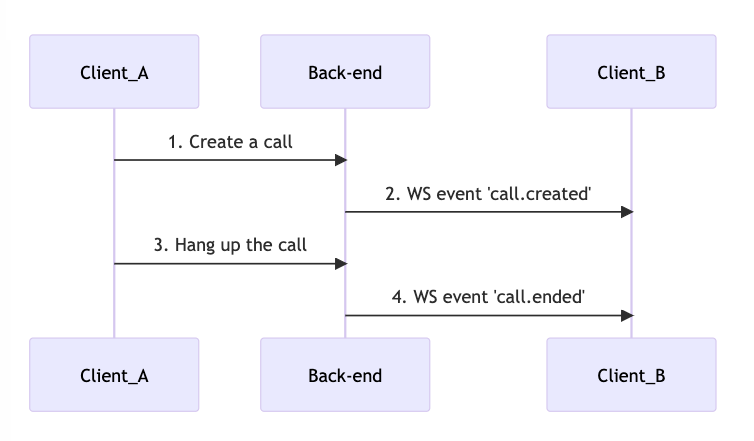 Client_A
Back-end
Client_B
1. Create a call
2. WS event 'call.created'
3. Hang up the call
4. WS event 'call.ended'
Client_A
Back-end
Client_B